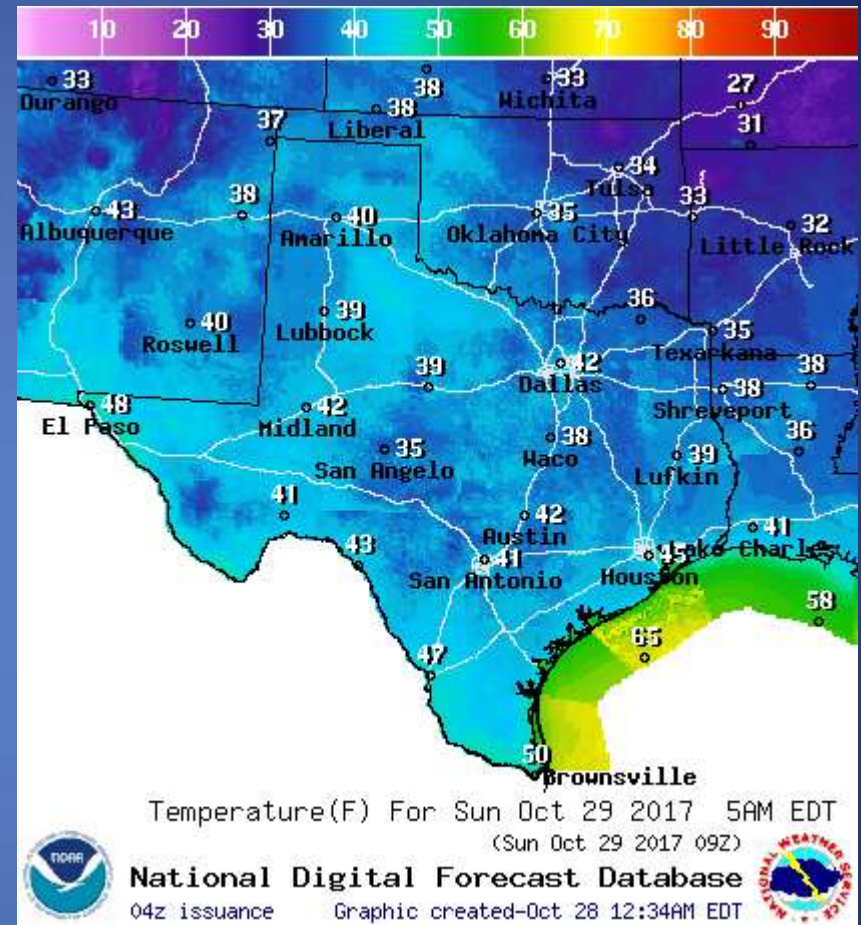 10 20 30 40 50 60 70 80 90
33 38 33 27
Durango Wichita
38
37 Liberal 31
34
Tulsa
43 38 40 35 33 32
Albuquerque Amarillo Oklahoma City Little Rock
40 39 36 35
Roswell Lubbock Texarkana
39 42 38
Dallas 38
48 42 Shreveport
El Paso Midland
35 38 39 36
San Angelo Waco Lufkin
41 42 41
Austin
43 41 45 Lake Charles
San Antonio Houston
58
65
47
50
Brownsville
Temperature(F) For Sun Oct 29 2017 5AM EDT
(Sun Oct 29 2017 09Z)
NOAA
NATIONAL WEATHER SERVICE
National Digital Forecast Database
04z issuance Graphic created-Oct 28 12:34AM EDT